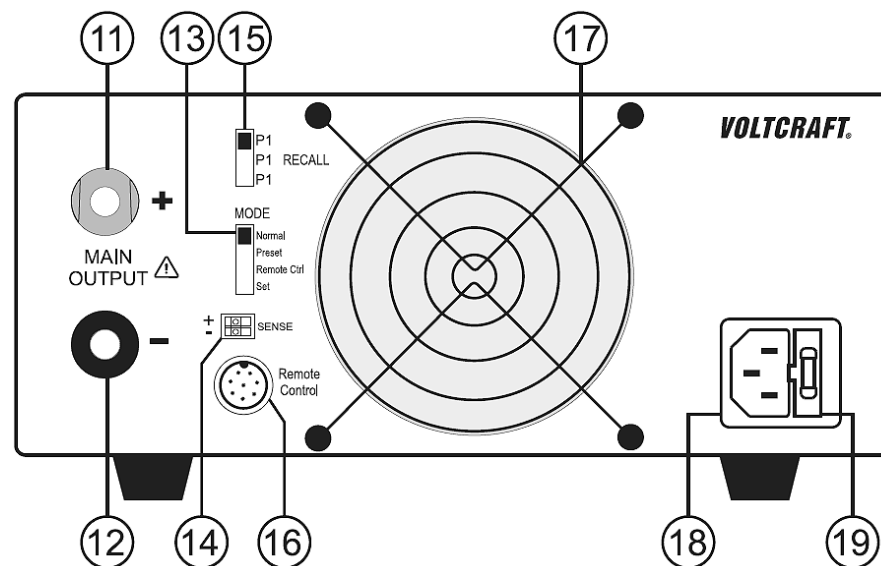 11
13
15
17
P1
P1 RECALL
P1
VOLTCRAFT®
+
MODE
Normal
Preset
Remote Ctrl
Set
MAIN
OUTPUT
+
-
SENSE
-
Remote
Control
12
14
16
18
19